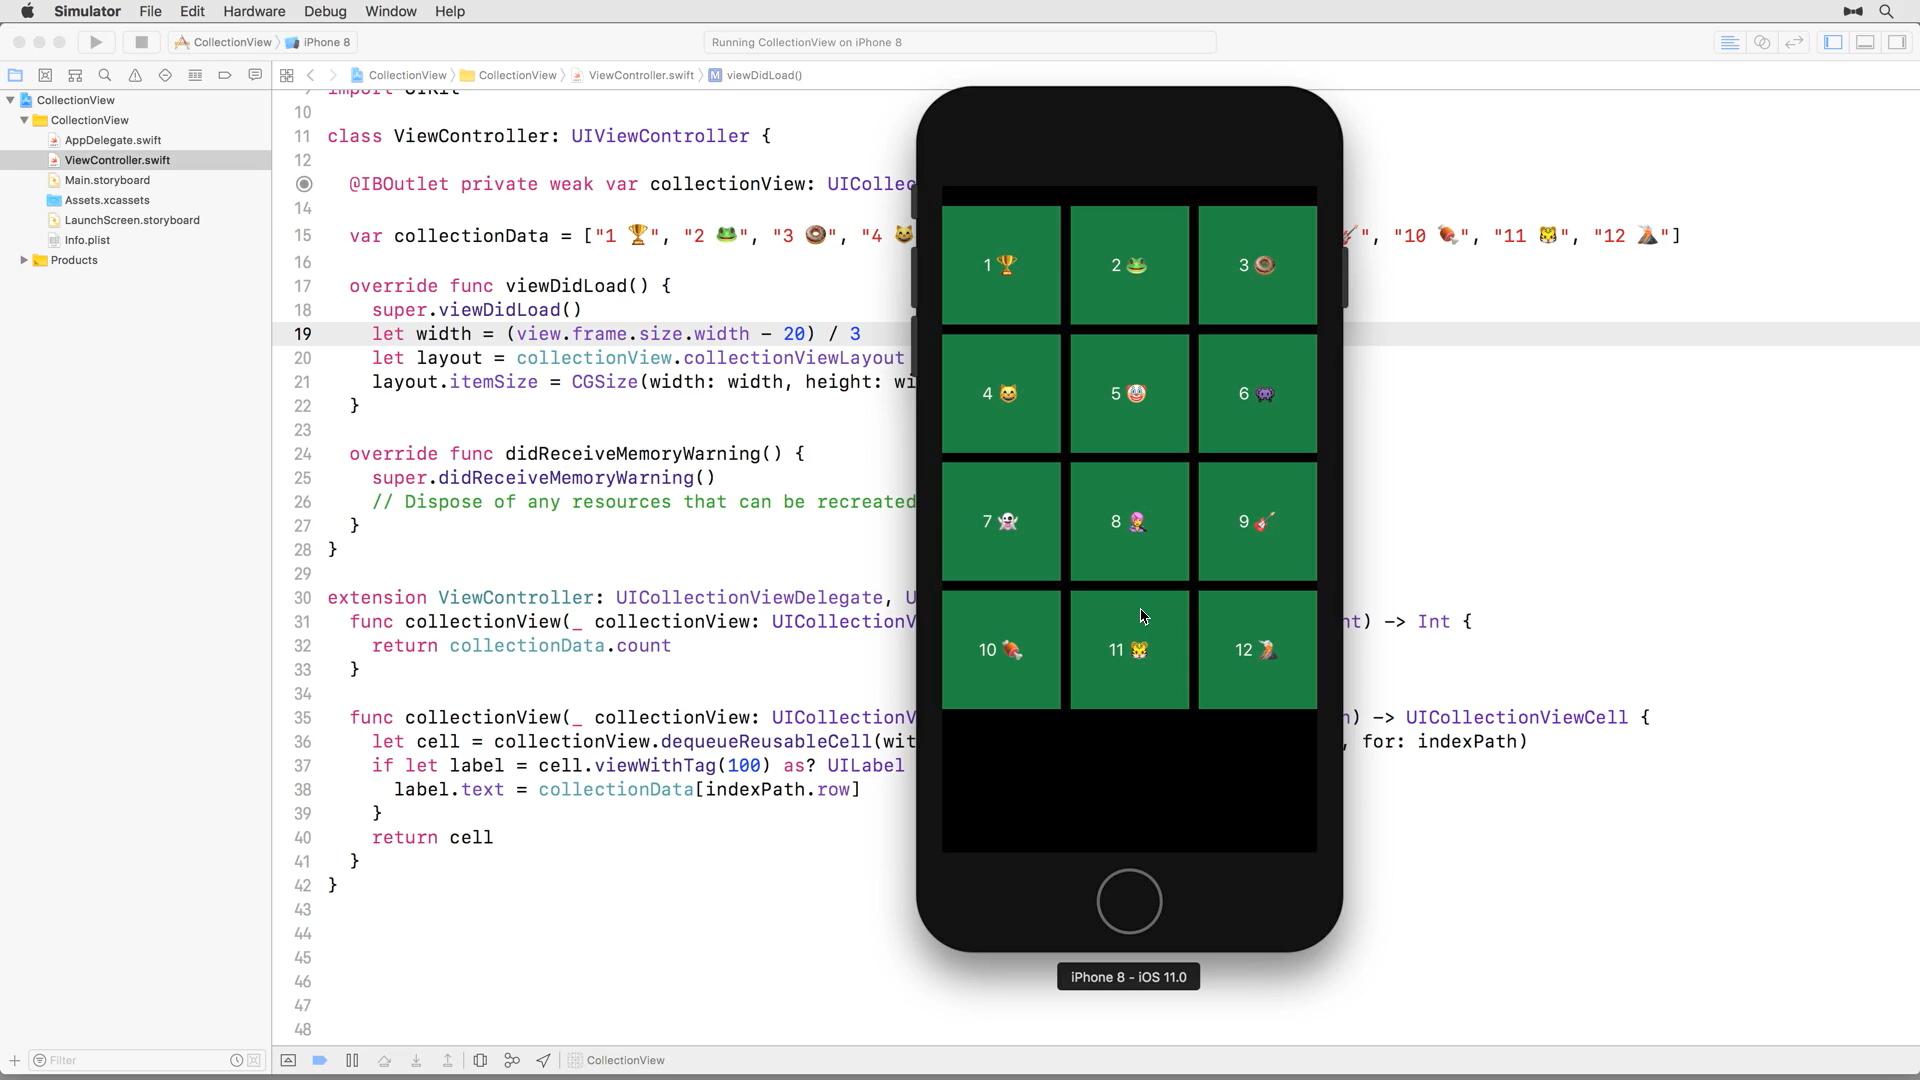 Simulator File Edit Window Hardware Debug Window Help
CollectionView iPhone 8
Running CollectionView on iPhone 8
CollectionView CollectionView ViewController.swift M viewDidLoad()
CollectionView
CollectionView
AppDelegate.swift
ViewController.swift
Main.storyboard
Assets.xcassets
LaunchScreen.storyboard
Info.plist
Products
import UIKit
10
11 class ViewController: UIViewController {
12
@IBOutlet private weak var collectionView: UICollec
14
15 var collectionData = ["1 🏆", "2 🐸", "3 🍩", "4 😸 🎸", "10 🍖", "11 🐯", "12 🌋"]
16
17 override func viewDidLoad() {
18 super.viewDidLoad()
19 let width = (view.frame.size.width - 20) / 3
20 let layout = collectionView.collectionViewLayout
21 layout.itemSize = CGSize(width: width, height: wi
22 }
23
24 override func didReceiveMemoryWarning() {
25 super.didReceiveMemoryWarning()
26 // Dispose of any resources that can be recreated
27 }
28 }
29
30 extension ViewController: UICollectionViewDelegate, U
31 func collectionView(_ collectionView: UICollectionV nt) -> Int {
32 return collectionData.count
33 }
34
35 func collectionView(_ collectionView: UICollectionV ) -> UICollectionViewCell {
36 let cell = collectionView.dequeueReusableCell(wit , for: indexPath)
37 if let label = cell.viewWithTag(100) as? UILabel
38 label.text = collectionData[indexPath.row]
39 }
40 return cell
41 }
42 }
43
44
45
46
47
48
1 🏆 2 🐸 3 🍩
4 😸 5 🤡 6 👾
7 👻 8 👩‍🎤 9 🎸
10 🍖 11 🐯 12 🌋
iPhone 8 - iOS 11.0
Filter
CollectionView